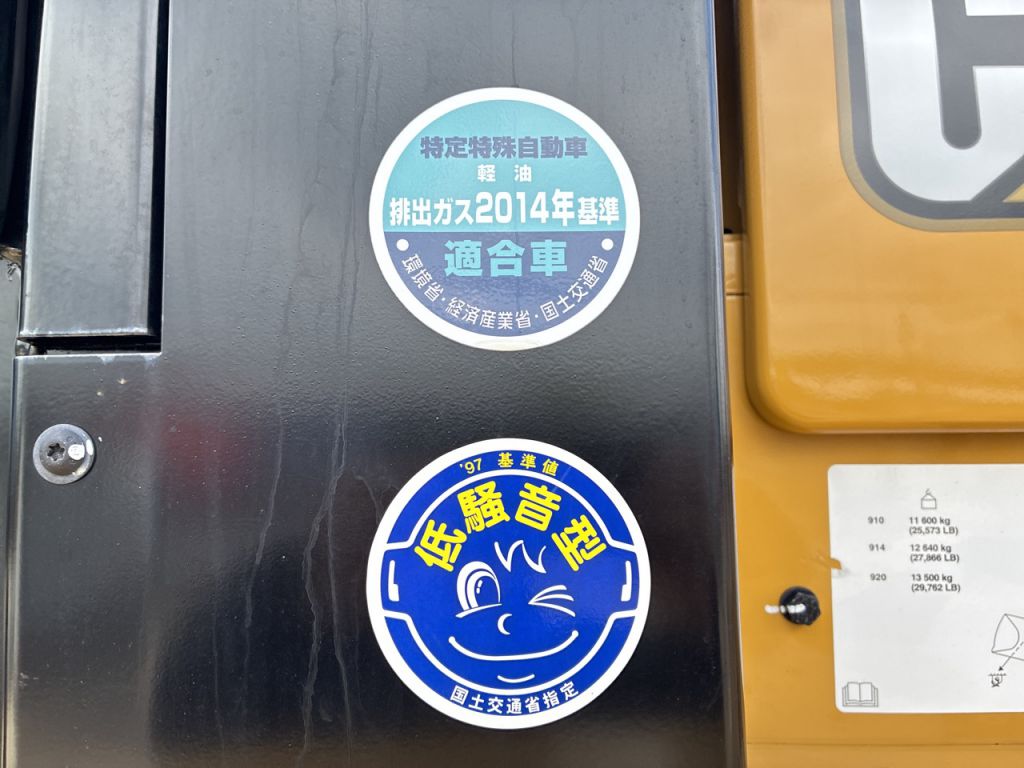 特定特殊自動車
軽油
排出ガス2014年基準
適合車
環境省・経済産業省・国土交通省
'97 基準値
低騒音型
国土交通省指定
910 11 600 kg
(25,573 LB)
914 12 640 kg
(27,866 LB)
920 13 500 kg
(29,762 LB)